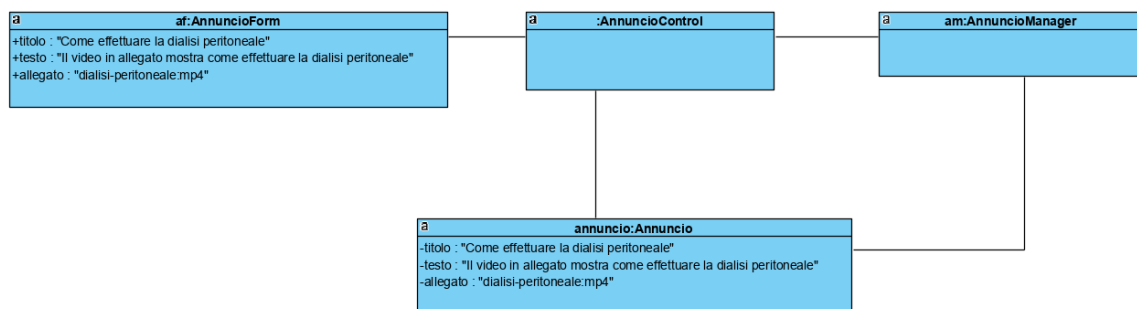 a
af:AnnuncioForm
+titolo : "Come effettuare la dialisi peritoneale"
+testo : "Il video in allegato mostra come effettuare la dialisi peritoneale"
+allegato : "dialisi-peritoneale:mp4"
a
:AnnuncioControl
a
am:AnnuncioManager
a
annuncio:Annuncio
-titolo : "Come effettuare la dialisi peritoneale"
-testo : "Il video in allegato mostra come effettuare la dialisi peritoneale"
-allegato : "dialisi-peritoneale:mp4"